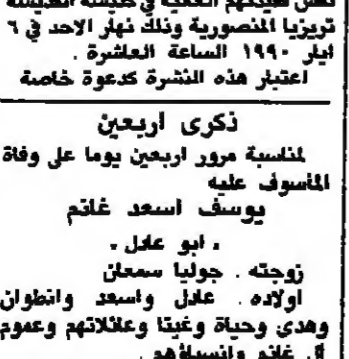 تريزيا المنصورية وذلك نهار الاحد في ٦
ايار ١٩٩٠ الساعة العاشرة .
اعتبار هذه النشرة كدعوة خاصة
ذكرى اربعين
لمناسبة مرور اربعين يوما على وفاة
الماسوف عليه
يوسف اسعد غانم
« ابو عادل »
زوجته . جوليا سمعان
اولاده . عادل واسعد وانطوان
وهدى وحياة وغيتا وعائلاتهم وعموم
آل غانم وانسباؤهم .